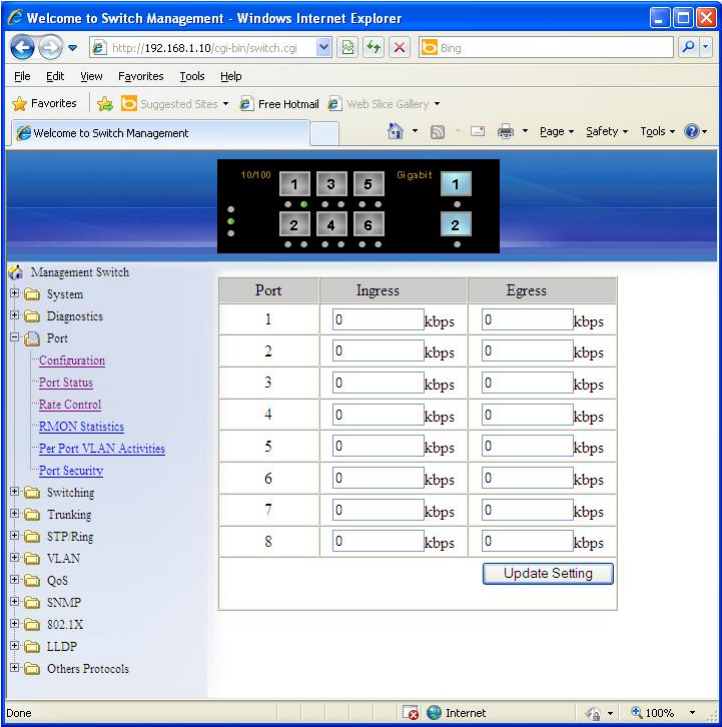 Welcome to Switch Management - Windows Internet Explorer
http://192.168.1.10/cgi-bin/switch.cgi
Bing
File Edit View Favorites Tools Help
Favorites Suggested Sites Free Hotmail Web Slice Gallery
Welcome to Switch Management
Page Safety Tools
10/100 1 3 5 Gigabit 1
2 4 6 2
Management Switch
System
Diagnostics
Port
Configuration
Port Status
Rate Control
RMON Statistics
Per Port VLAN Activities
Port Security
Switching
Trunking
STP/Ring
VLAN
QoS
SNMP
802.1X
LLDP
Others Protocols
Port Ingress Egress
1 0 kbps 0 kbps
2 0 kbps 0 kbps
3 0 kbps 0 kbps
4 0 kbps 0 kbps
5 0 kbps 0 kbps
6 0 kbps 0 kbps
7 0 kbps 0 kbps
8 0 kbps 0 kbps
Update Setting
Done Internet 100%